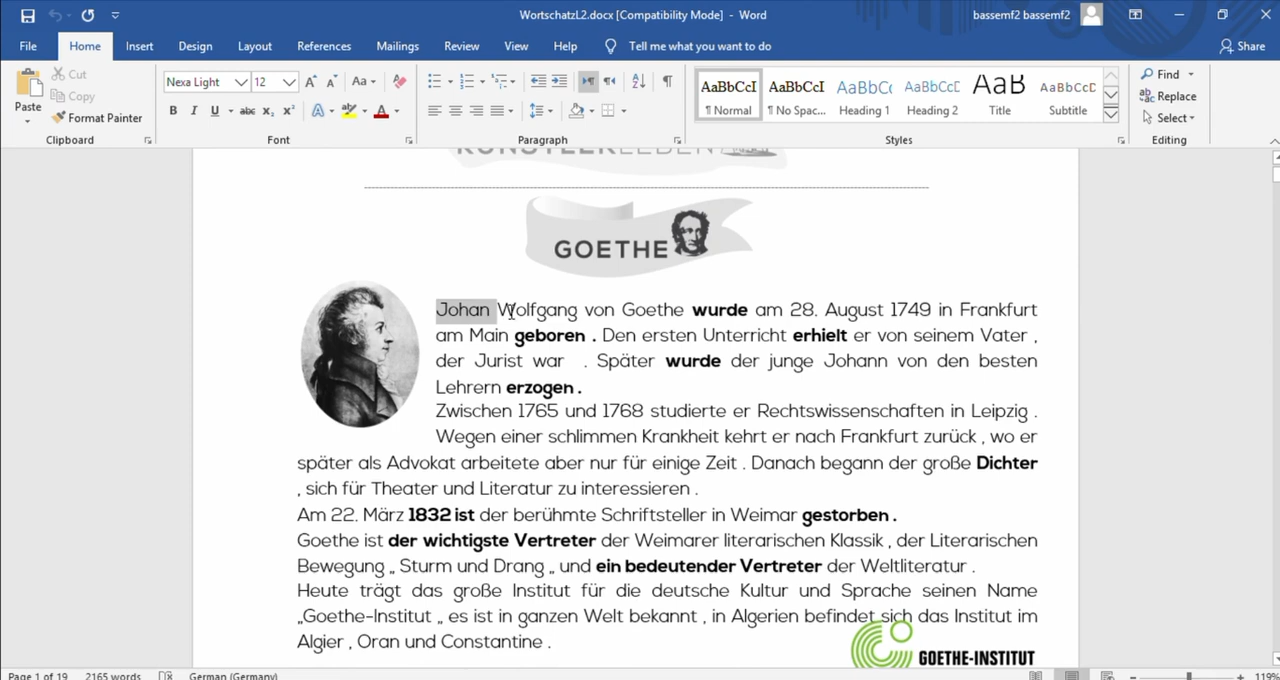 WortschatzL2.docx [Compatibility Mode] - Word
bassemf2 bassemf2
File Home Insert Design Layout References Mailings Review View Help Tell me what you want to do Share
Paste
Cut
Copy
Format Painter
Clipboard
Nexa Light 12
Font
Paragraph
AaBbCcI AaBbCcI AaBbCc AaBbCcC AaB AaBbCcC
¶ Normal ¶ No Spac... Heading 1 Heading 2 Title Subtitle
Styles
Find
Replace
Select
Editing
KÜNSTLERLEBEN
GOETHE
Johan Wolfgang von Goethe wurde am 28. August 1749 in Frankfurt
am Main geboren . Den ersten Unterricht erhielt er von seinem Vater ,
der Jurist war . Später wurde der junge Johann von den besten
Lehrern erzogen .
Zwischen 1765 und 1768 studierte er Rechtswissenschaften in Leipzig .
Wegen einer schlimmen Krankheit kehrt er nach Frankfurt zurück , wo er
später als Advokat arbeitete aber nur für einige Zeit . Danach begann der große Dichter
, sich für Theater und Literatur zu interessieren .
Am 22. März 1832 ist der berühmte Schriftsteller in Weimar gestorben .
Goethe ist der wichtigste Vertreter der Weimarer literarischen Klassik , der Literarischen
Bewegung „ Sturm und Drang „ und ein bedeutender Vertreter der Weltliteratur .
Heute trägt das große Institut für die deutsche Kultur und Sprache seinen Name
„Goethe-Institut „ es ist in ganzen Welt bekannt , in Algerien befindet sich das Institut im
Algier , Oran und Constantine .
GOETHE-INSTITUT
Page 1 of 19 2165 words German (Germany) 119%